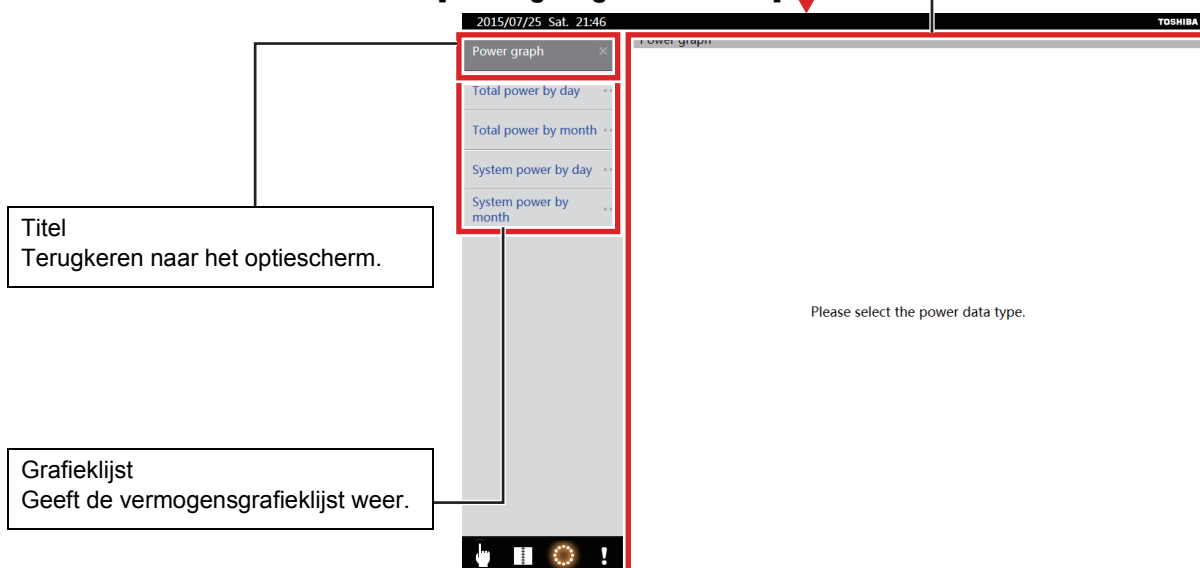 2015/07/25 Sat. 21:46
TOSHIBA
Power graph
Power graph
Total power by day
Total power by month
System power by day
System power by
month
Titel
Terugkeren naar het optiescherm.
Please select the power data type.
Grafieklijst
Geeft de vermogensgrafieklijst weer.